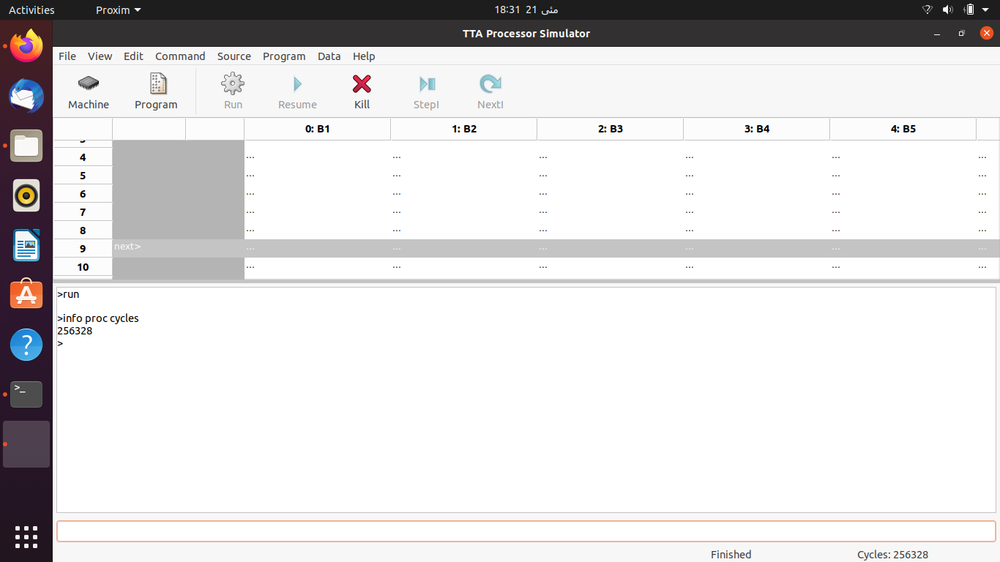 Activities Proxim 18:31 21 مئی
TTA Processor Simulator
File View Edit Command Source Program Data Help
Machine Program Run Resume Kill StepI NextI
0: B1 1: B2 2: B3 3: B4 4: B5
4 ... ... ... ... ... ...
5 ... ... ... ... ... ...
6 ... ... ... ... ... ...
7 ... ... ... ... ... ...
8 ... ... ... ... ... ...
9 next> ... ... ... ... ... ...
10 ... ... ... ... ... ...
>run
>info proc cycles
256328
>
Finished Cycles: 256328